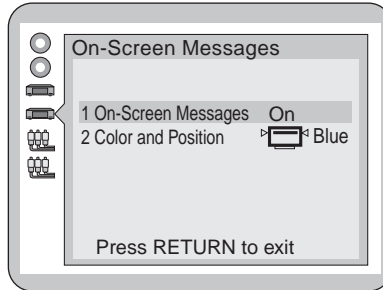 On-Screen Messages
1 On-Screen Messages On
2 Color and Position Blue
Press RETURN to exit